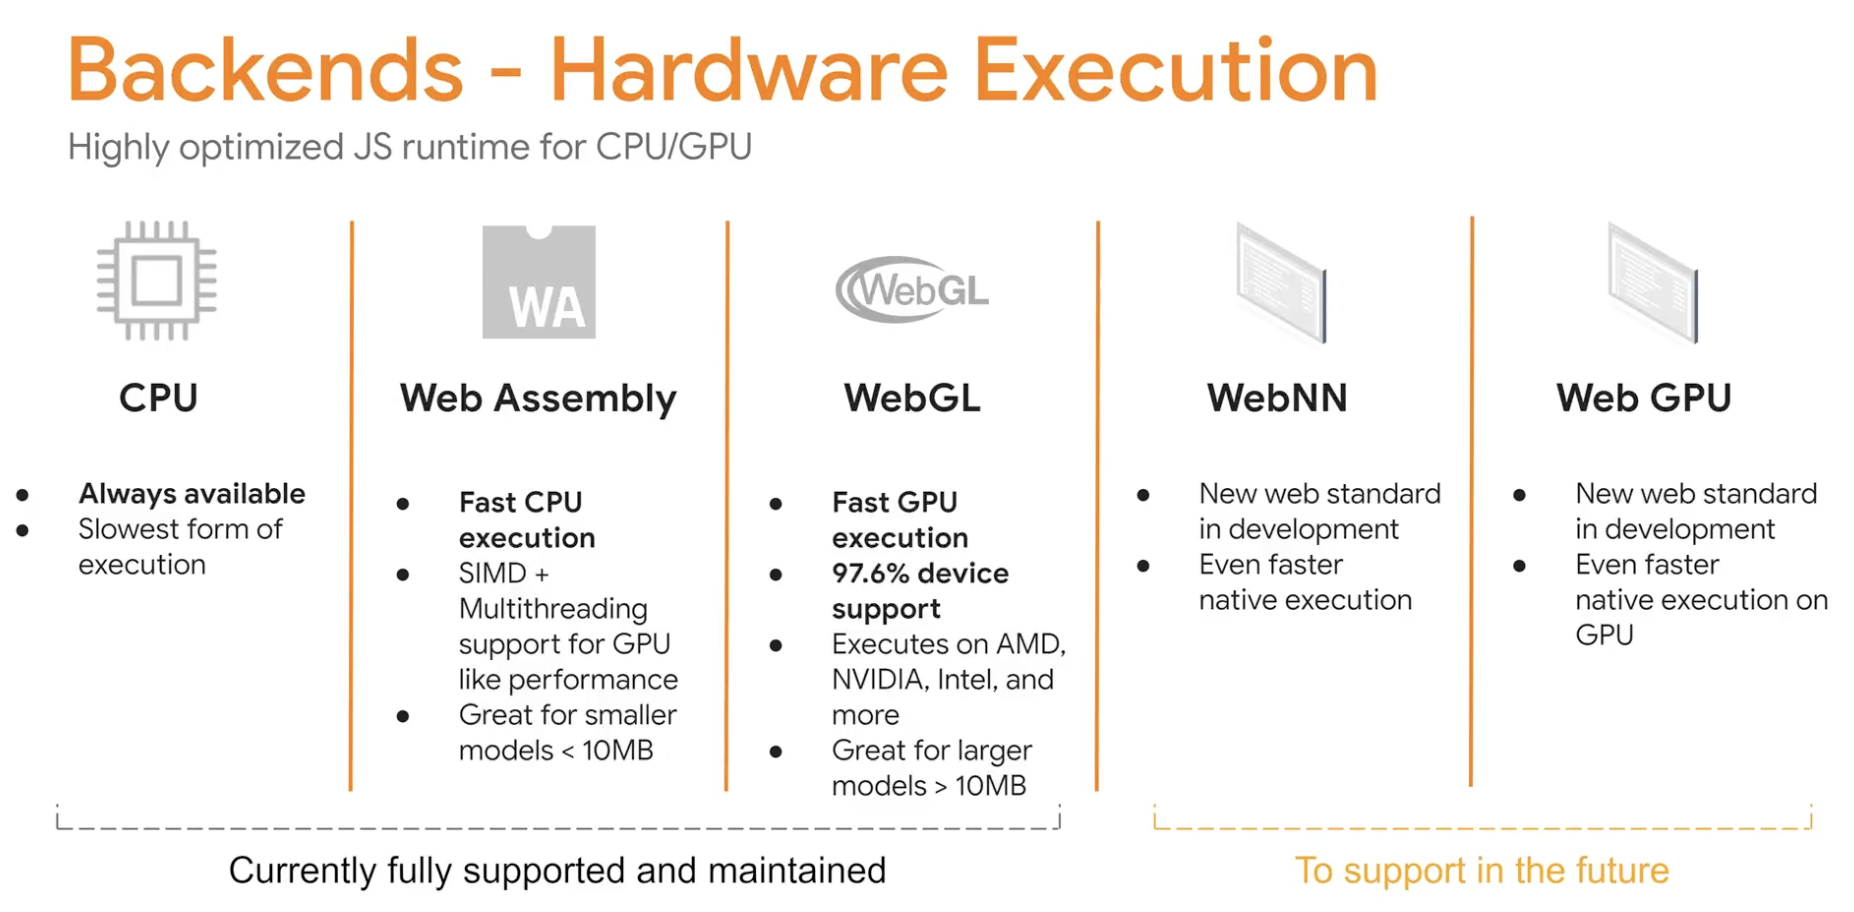 Backends - Hardware Execution
Highly optimized JS runtime for CPU/GPU
CPU
● Always available
● Slowest form of
execution
WA
Web Assembly
● Fast CPU
execution
● SIMD +
Multithreading
support for GPU
like performance
● Great for smaller
models < 10MB
WebGL
WebGL
● Fast GPU
execution
● 97.6% device
support
● Executes on AMD,
NVIDIA, Intel, and
more
● Great for larger
models > 10MB
WebNN
● New web standard
in development
● Even faster
native execution
Web GPU
● New web standard
in development
● Even faster
native execution on
GPU
Currently fully supported and maintained
To support in the future